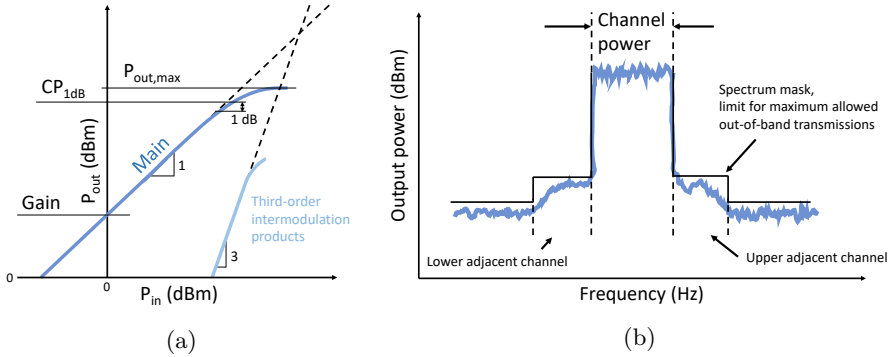 P_out,max
CP_1dB
1 dB
P_out (dBm)
Main
1
Gain
Third-order
intermodulation
products
3
0
0
P_in (dBm)
(a)
Channel
power
Output power (dBm)
Spectrum mask,
limit for maximum allowed
out-of-band transmissions
Lower adjacent channel
Upper adjacent channel
Frequency (Hz)
(b)